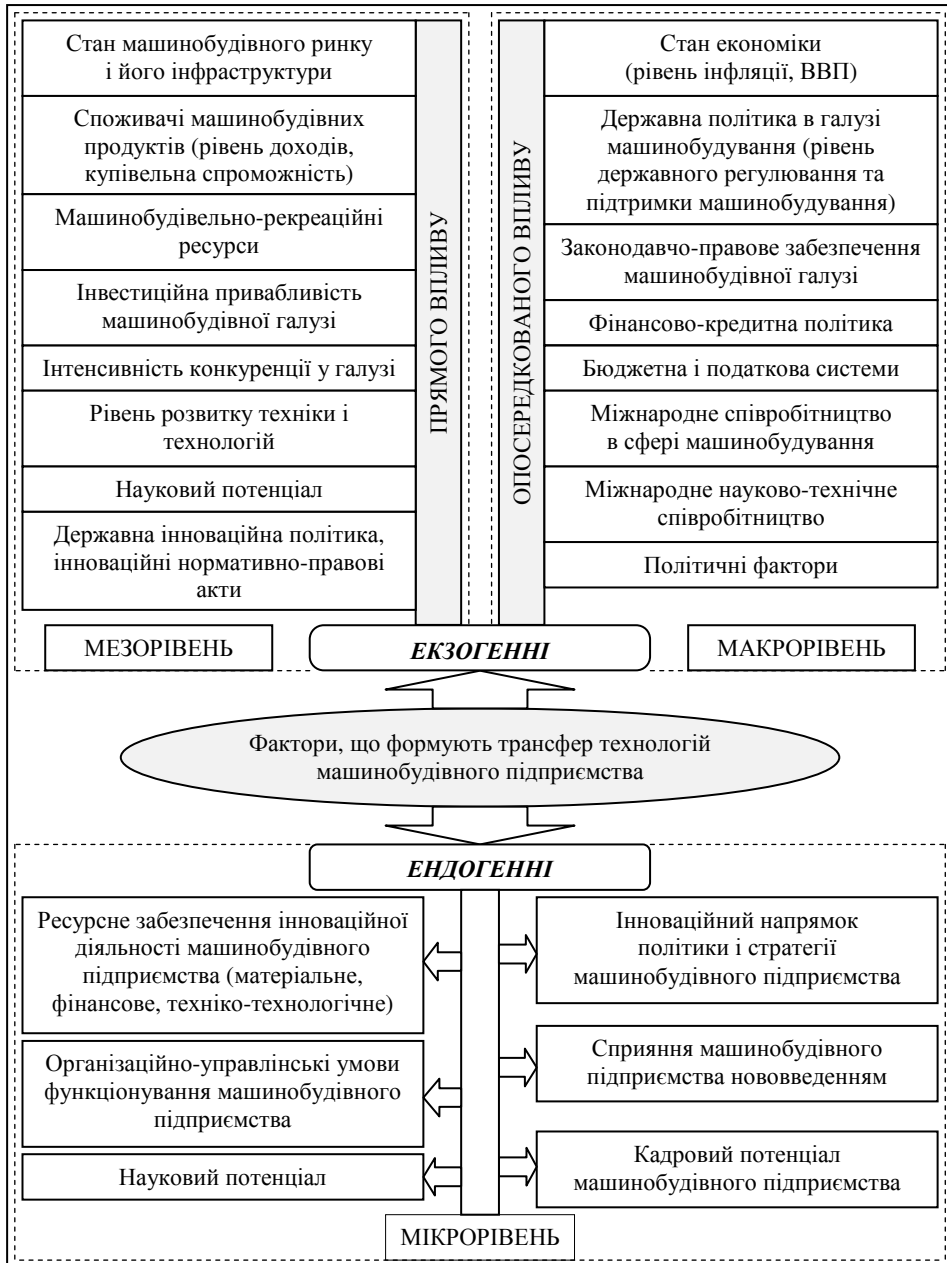 Стан машинобудівного ринку
і його інфраструктури
Споживачі машинобудівних
продуктів (рівень доходів,
купівельна спроможність)
Машинобудівельно-рекреаційні
ресурси
Інвестиційна привабливість
машинобудівної галузі
Інтенсивність конкуренції у галузі
Рівень розвитку техніки і
технологій
Науковий потенціал
Державна інноваційна політика,
інноваційні нормативно-правові
акти
ПРЯМОГО ВПЛИВУ
ОПОСЕРЕДКОВАНОГО ВПЛИВУ
Стан економіки
(рівень інфляції, ВВП)
Державна політика в галузі
машинобудування (рівень
державного регулювання та
підтримки машинобудування)
Законодавчо-правове забезпечення
машинобудівної галузі
Фінансово-кредитна політика
Бюджетна і податкова системи
Міжнародне співробітництво
в сфері машинобудування
Міжнародне науково-технічне
співробітництво
Політичні фактори
МЕЗОРІВЕНЬ
ЕКЗОГЕННІ
МАКРОРІВЕНЬ
Фактори, що формують трансфер технологій
машинобудівного підприємства
ЕНДОГЕННІ
Ресурсне забезпечення інноваційної
діяльності машинобудівного
підприємства (матеріальне,
фінансове, техніко-технологічне)
Організаційно-управлінські умови
функціонування машинобудівного
підприємства
Науковий потенціал
Інноваційний напрямок
політики і стратегії
машинобудівного підприємства
Сприяння машинобудівного
підприємства нововведенням
Кадровий потенціал
машинобудівного підприємства
МІКРОРІВЕНЬ